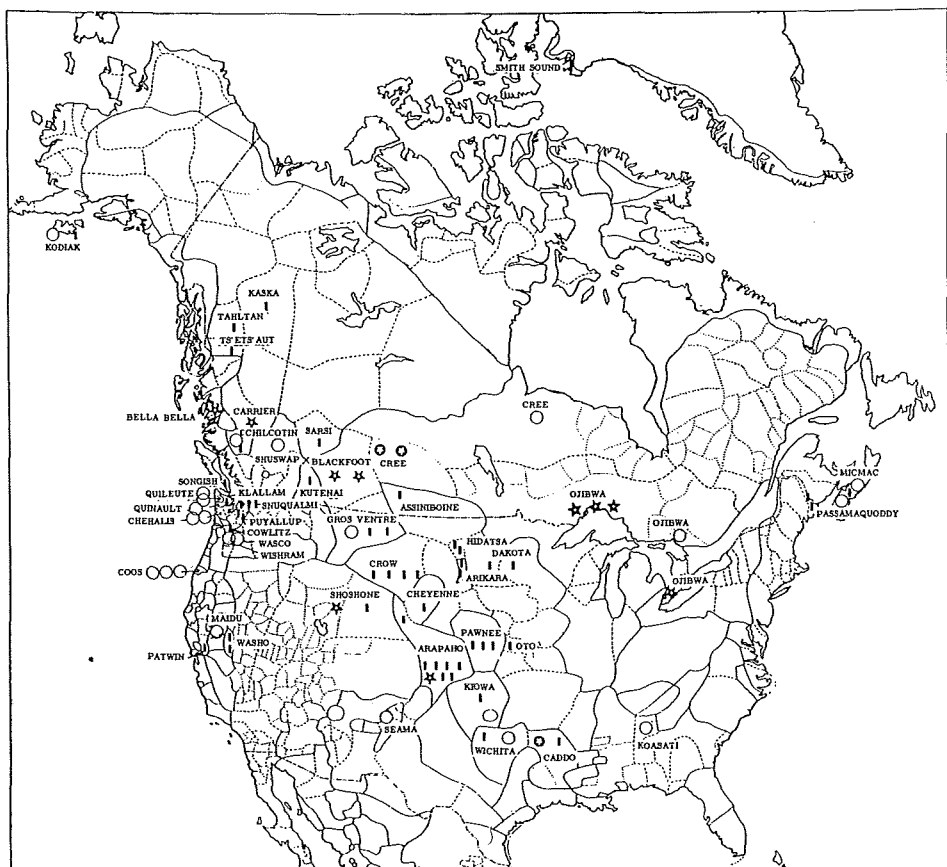 SMITH SOUND
KODIAK
KASKA
TAHLTAN
TS'ETS'AUT
BELLA BELLA
CARRIER
CREE
CHILCOTIN
SARSI
SHUSWAP
BLACKFOOT
CREE
MICMAC
SONGISH
KLALLAM
KUTENAI
QUILEUTE
SNUQUALMI
ASSINIBOINE
OJIBWA
PASSAMAQUODDY
QUINAULT
PUYALLUP
GROS VENTRE
OJIBWA
CHEHALIS
COWLITZ
WASCO
HIDATSA
WISHRAM
DAKOTA
CROW
COOS
ARIKARA
OJIBWA
SHOSHONE
CHEYENNE
MAIDU
PAWNEE
WASHO
ARAPAHO
OTO
PATWIN
KIOWA
SEAMA
WICHITA
CADDO
KOASATI